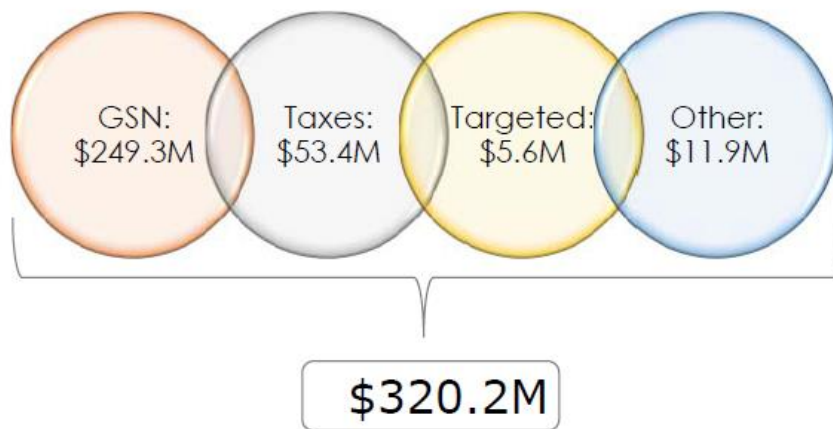 GSN:
$249.3M
Taxes:
$53.4M
Targeted:
$5.6M
Other:
$11.9M
$320.2M